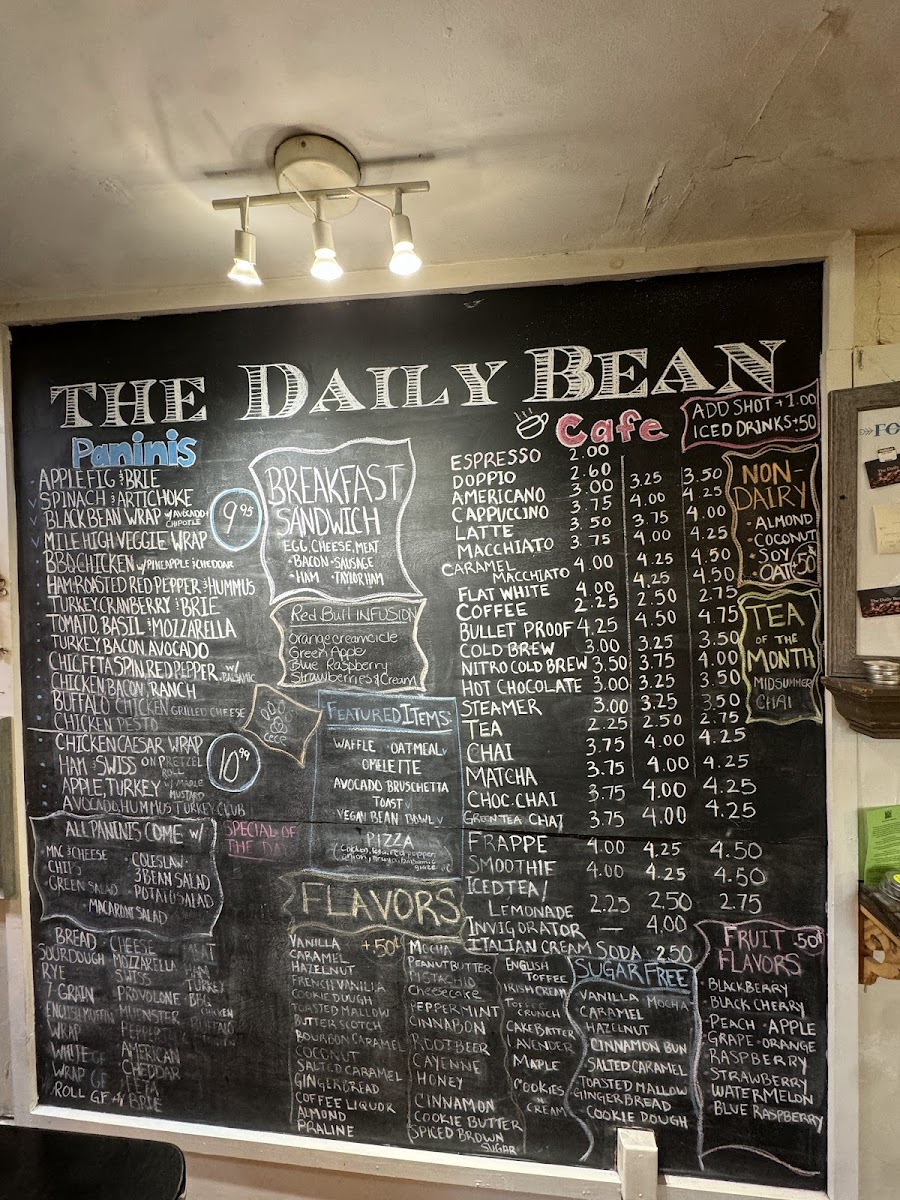 THE DAILY BEAN
Paninis
APPLE FIG & BRIE
SPINACH & ARTICHOKE
BLACK BEAN WRAP W/ AVOCADO + CHIPOTLE
MILE HIGH VEGGIE WRAP
9.95
BBQ CHICKEN W/ PINEAPPLE & CHEDDAR
HAM, ROASTED RED PEPPER & HUMMUS
TURKEY, CRANBERRY & BRIE
TOMATO BASIL & MOZZARELLA
TURKEY BACON AVOCADO
CHIC, FETA, SPIN, RED PEPPER W/ BALSAMIC
CHICKEN, BACON, RANCH
BUFFALO CHICKEN GRILLED CHEESE
CHICKEN PESTO
CHICKEN CAESAR WRAP
HAM & SWISS ON PRETZEL ROLL
APPLE, TURKEY W/ MAPLE MUSTARD
AVOCADO, HUMMUS TURKEY CLUB
10.99
ALL PANINIS COME W/
MAC & CHEESE
CHIPS
GREEN SALAD
COLESLAW
3 BEAN SALAD
POTATO SALAD
MACARONI SALAD
SPECIAL OF
THE DAY
BREAD
SOURDOUGH
RYE
7 GRAIN
ENGLISH MUFFIN
WRAP
WHITE GF
WRAP GF
ROLL GF
CHEESE
MOZZARELLA
SWISS
PROVOLONE
MUENSTER
PEPPER
AMERICAN
CHEDDAR
FETA
BRIE
MEAT
HAM
TURKEY
BBQ
CHICKEN
BUFFALO
BREAKFAST
SANDWICH
EGG, CHEESE, MEAT
• BACON • SAUSAGE
• HAM • TAYLOR HAM
Red Bull INFUSION
Orange creamcicle
Green Apple
Blue Raspberry
Strawberries & Cream
FEATURED ITEMS
WAFFLE OATMEAL V
OMELETTE
AVOCADO BRUSCHETTA
TOAST V
VEGAN BEAN BOWL V
PIZZA
FLAVORS
+50¢
VANILLA
CARAMEL
HAZELNUT
FRENCH VANILLA
COOKIE DOUGH
TOASTED MALLOW
BUTTERSCOTCH
BOURBON CARAMEL
COCONUT
SALTED CARAMEL
GINGERBREAD
COFFEE LIQUOR
ALMOND
PRALINE
MOCHA
PEANUT BUTTER
PISTACHIO
Cheesecake
PEPPERMINT
CINNABON
ROOTBEER
CAYENNE
HONEY
CINNAMON
COOKIE BUTTER
SPICED BROWN
SUGAR
ENGLISH
TOFFEE
IRISH CREAM
TOFFEE
CRUNCH
CAKE BATTER
LAVENDER
MAPLE
COOKIES
N CREAM
Cafe
ADD SHOT +1.00
ICED DRINKS +.50
ESPRESSO 2.00
DOPPIO 2.60
AMERICANO 3.00 3.25 3.50
CAPPUCCINO 3.75 4.00 4.25
LATTE 3.50 3.75 4.00
MACCHIATO 3.75 4.00 4.25
CARAMEL MACCHIATO 4.00 4.25 4.50
FLAT WHITE 4.00 4.25 4.50
COFFEE 2.25 2.50 2.75
BULLET PROOF 4.25 4.50 4.75
COLD BREW 3.00 3.25 3.50
NITRO COLD BREW 3.50 3.75 4.00
HOT CHOCOLATE 3.00 3.25 3.50
STEAMER 3.00 3.25 3.50
TEA 2.25 2.50 2.75
CHAI 3.75 4.00 4.25
MATCHA 3.75 4.00 4.25
CHOC. CHAI 3.75 4.00 4.25
GREEN TEA CHAI 3.75 4.00 4.25
FRAPPE 4.00 4.25 4.50
SMOOTHIE 4.00 4.25 4.50
ICED TEA/
LEMONADE 2.25 2.50 2.75
INVIGORATOR — 4.00
ITALIAN CREAM SODA 2.50
NON-
DAIRY
• ALMOND
• COCONUT
• SOY
• OAT +50¢
TEA
OF THE
MONTH
MIDSUMMER
CHAI
SUGAR FREE
VANILLA MOCHA
CARAMEL
HAZELNUT
CINNAMON BUN
SALTED CARAMEL
TOASTED MALLOW
GINGERBREAD
COOKIE DOUGH
FRUIT .50¢
FLAVORS
• BLACKBERRY
BLACK CHERRY
PEACH • APPLE
GRAPE • ORANGE
RASPBERRY
STRAWBERRY
WATERMELON
BLUE RASPBERRY